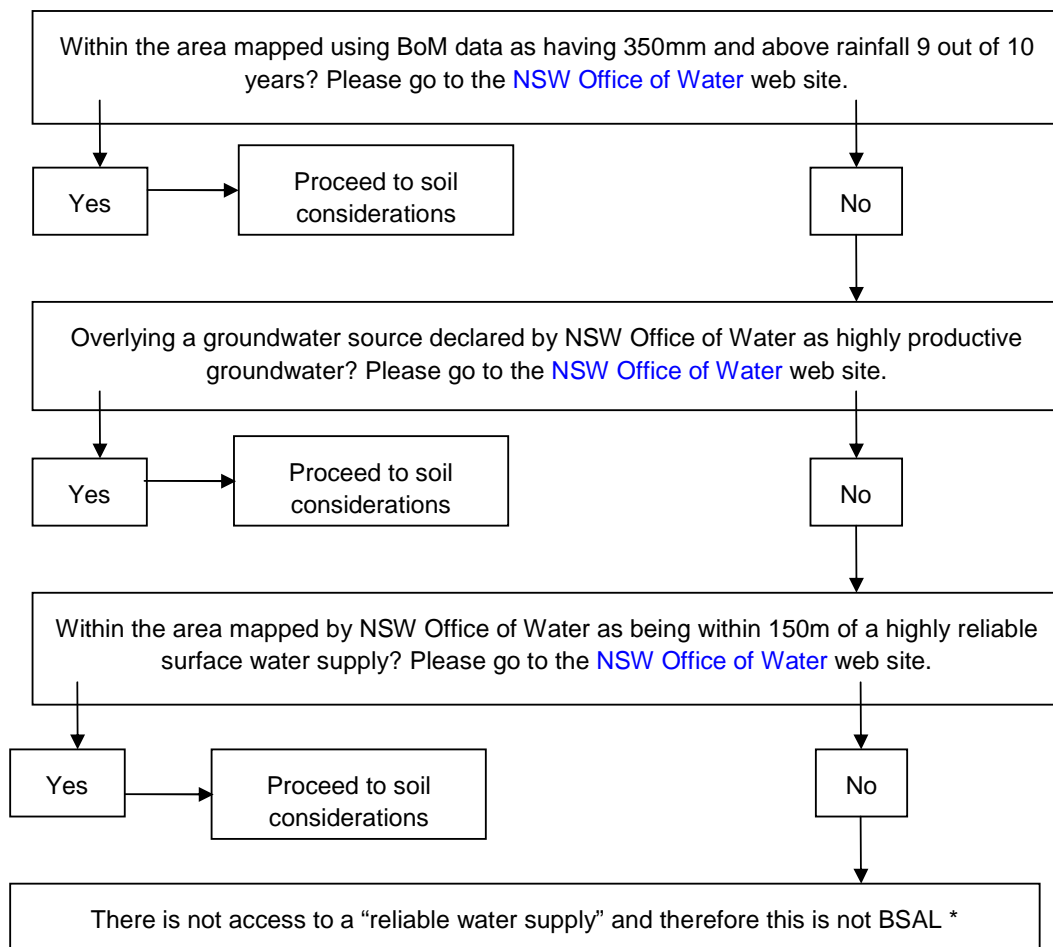 Within the area mapped using BoM data as having 350mm and above rainfall 9 out of 10
years? Please go to the NSW Office of Water web site.
Yes
Proceed to soil
considerations
No
Overlying a groundwater source declared by NSW Office of Water as highly productive
groundwater? Please go to the NSW Office of Water web site.
Yes
Proceed to soil
considerations
No
Within the area mapped by NSW Office of Water as being within 150m of a highly reliable
surface water supply? Please go to the NSW Office of Water web site.
Yes
Proceed to soil
considerations
No
There is not access to a “reliable water supply” and therefore this is not BSAL *